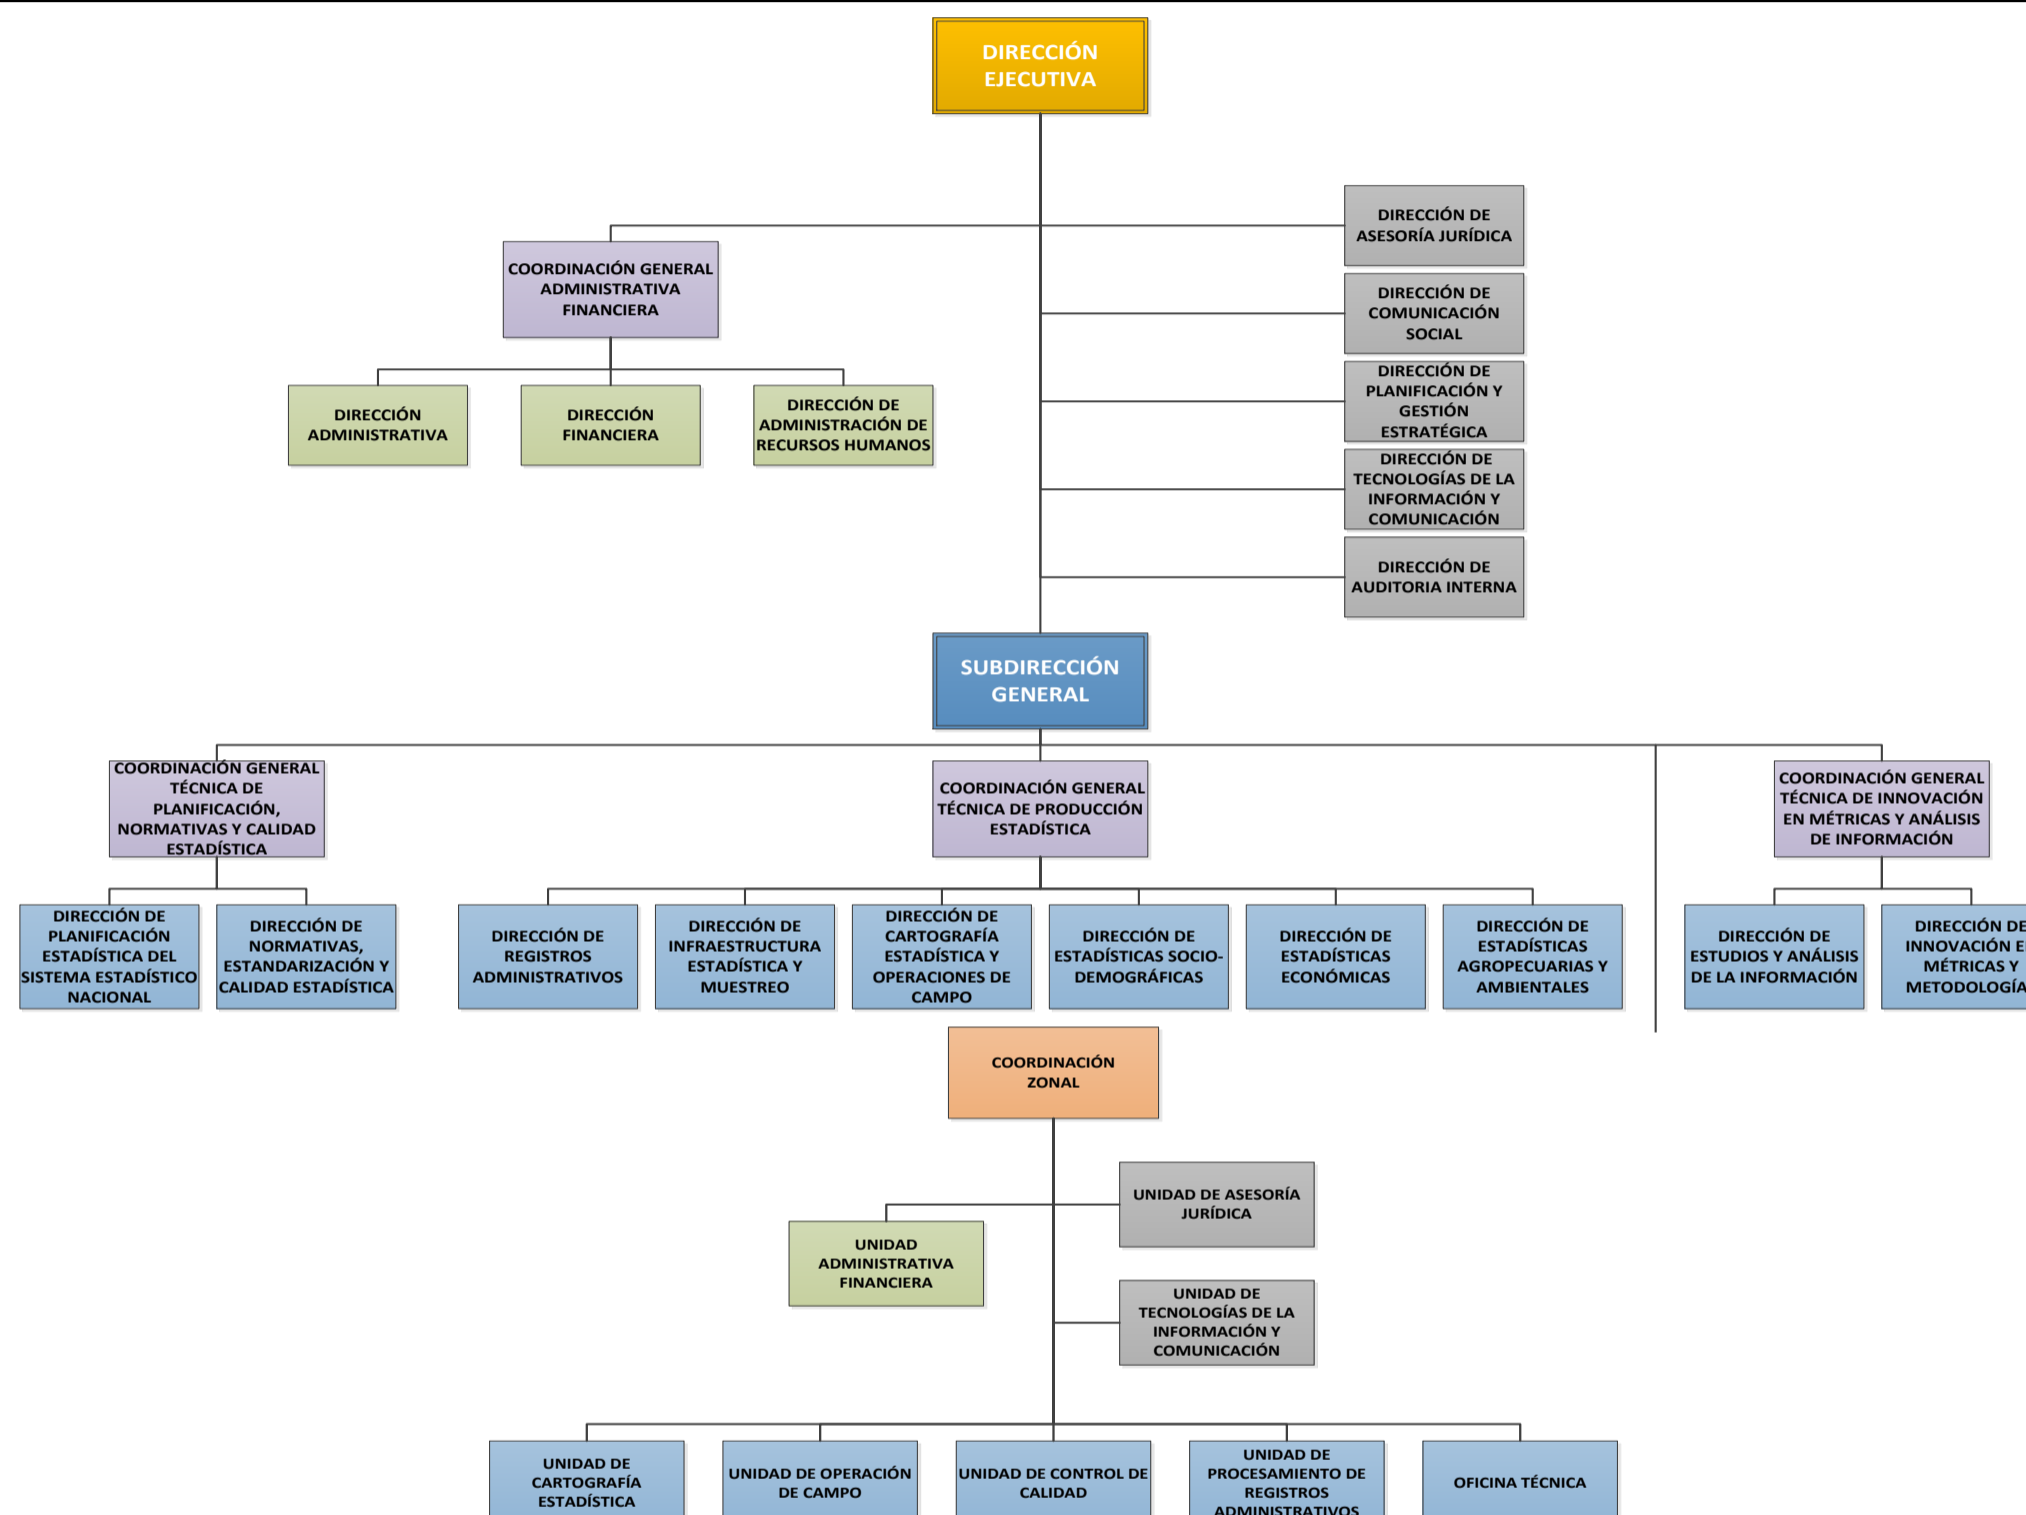 DIRECCIÓN
EJECUTIVA
DIRECCIÓN DE
ASESORÍA JURÍDICA
COORDINACIÓN GENERAL
ADMINISTRATIVA
FINANCIERA
DIRECCIÓN DE
COMUNICACIÓN
SOCIAL
DIRECCIÓN DE
PLANIFICACIÓN Y
GESTIÓN
ESTRATÉGICA
DIRECCIÓN
ADMINISTRATIVA
DIRECCIÓN
FINANCIERA
DIRECCIÓN DE
ADMINISTRACIÓN DE
RECURSOS HUMANOS
DIRECCIÓN DE
TECNOLOGÍAS DE LA
INFORMACIÓN Y
COMUNICACIÓN
DIRECCIÓN DE
AUDITORIA INTERNA
SUBDIRECCIÓN
GENERAL
COORDINACIÓN GENERAL
TÉCNICA DE
PLANIFICACIÓN,
NORMATIVAS Y CALIDAD
ESTADÍSTICA
COORDINACIÓN GENERAL
TÉCNICA DE PRODUCCIÓN
ESTADÍSTICA
COORDINACIÓN GENERAL
TÉCNICA DE INNOVACIÓN
EN MÉTRICAS Y ANÁLISIS
DE INFORMACIÓN
DIRECCIÓN DE
PLANIFICACIÓN
ESTADÍSTICA DEL
SISTEMA ESTADÍSTICO
NACIONAL
DIRECCIÓN DE
NORMATIVAS,
ESTANDARIZACIÓN Y
CALIDAD ESTADÍSTICA
DIRECCIÓN DE
REGISTROS
ADMINISTRATIVOS
DIRECCIÓN DE
INFRAESTRUCTURA
ESTADÍSTICA Y
MUESTREO
DIRECCIÓN DE
CARTOGRAFÍA
ESTADÍSTICA Y
OPERACIONES DE
CAMPO
DIRECCIÓN DE
ESTADÍSTICAS SOCIO-
DEMOGRÁFICAS
DIRECCIÓN DE
ESTADÍSTICAS
ECONÓMICAS
DIRECCIÓN DE
ESTADÍSTICAS
AGROPECUARIAS Y
AMBIENTALES
DIRECCIÓN DE
ESTUDIOS Y ANÁLISIS
DE LA INFORMACIÓN
DIRECCIÓN DE
INNOVACIÓN E
MÉTRICAS Y
METODOLOGÍA
COORDINACIÓN
ZONAL
UNIDAD DE ASESORÍA
JURÍDICA
UNIDAD
ADMINISTRATIVA
FINANCIERA
UNIDAD DE
TECNOLOGÍAS DE LA
INFORMACIÓN Y
COMUNICACIÓN
UNIDAD DE
CARTOGRAFÍA
ESTADÍSTICA
UNIDAD DE OPERACIÓN
DE CAMPO
UNIDAD DE CONTROL DE
CALIDAD
UNIDAD DE
PROCESAMIENTO DE
REGISTROS
ADMINISTRATIVOS
OFICINA TÉCNICA